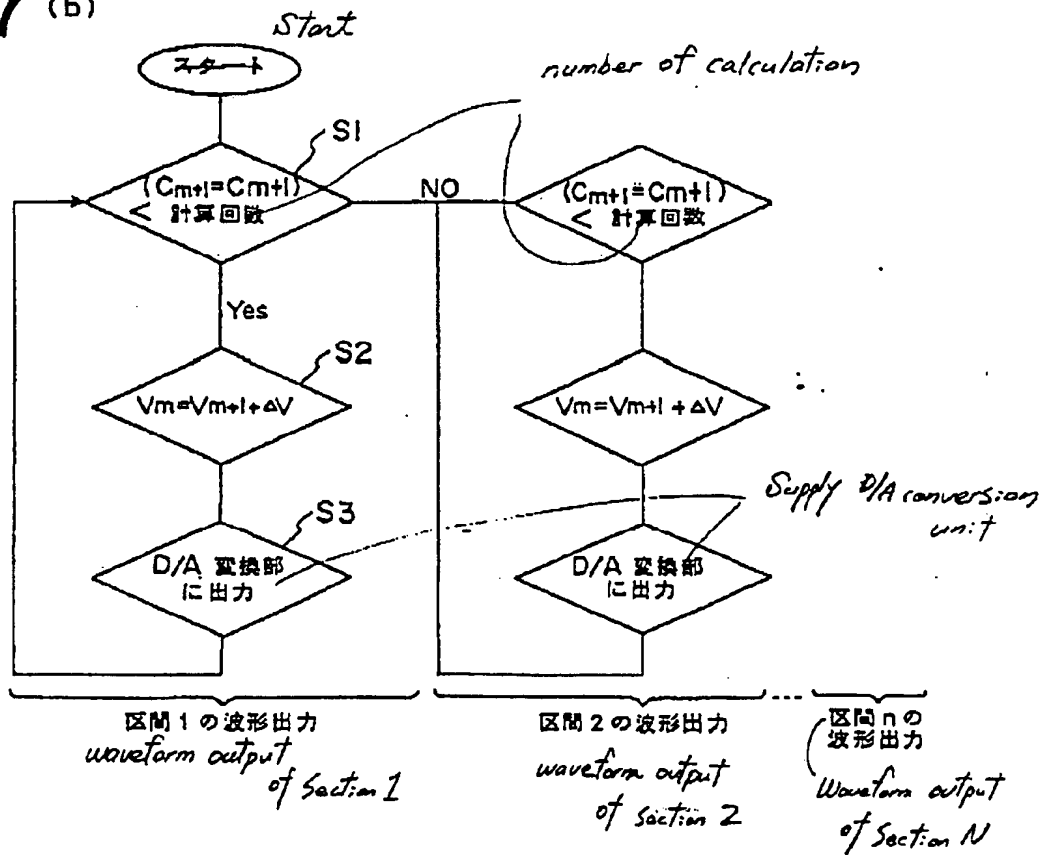 (b)
Start
スタート
number of calculation
S1
(Cm+1=Cm+1)
< 計算回数
NO
(Cm+1=Cm+1)
< 計算回数
Yes
S2
Vm=Vm+1+ΔV
Vm=Vm+1+ΔV
Supply D/A conversion
unit
S3
D/A 変換部
に出力
D/A 変換部
に出力
区間1の波形出力
waveform output
of Section 1
区間2の波形出力
waveform output
of Section 2
区間nの
波形出力
Waveform output
of Section N